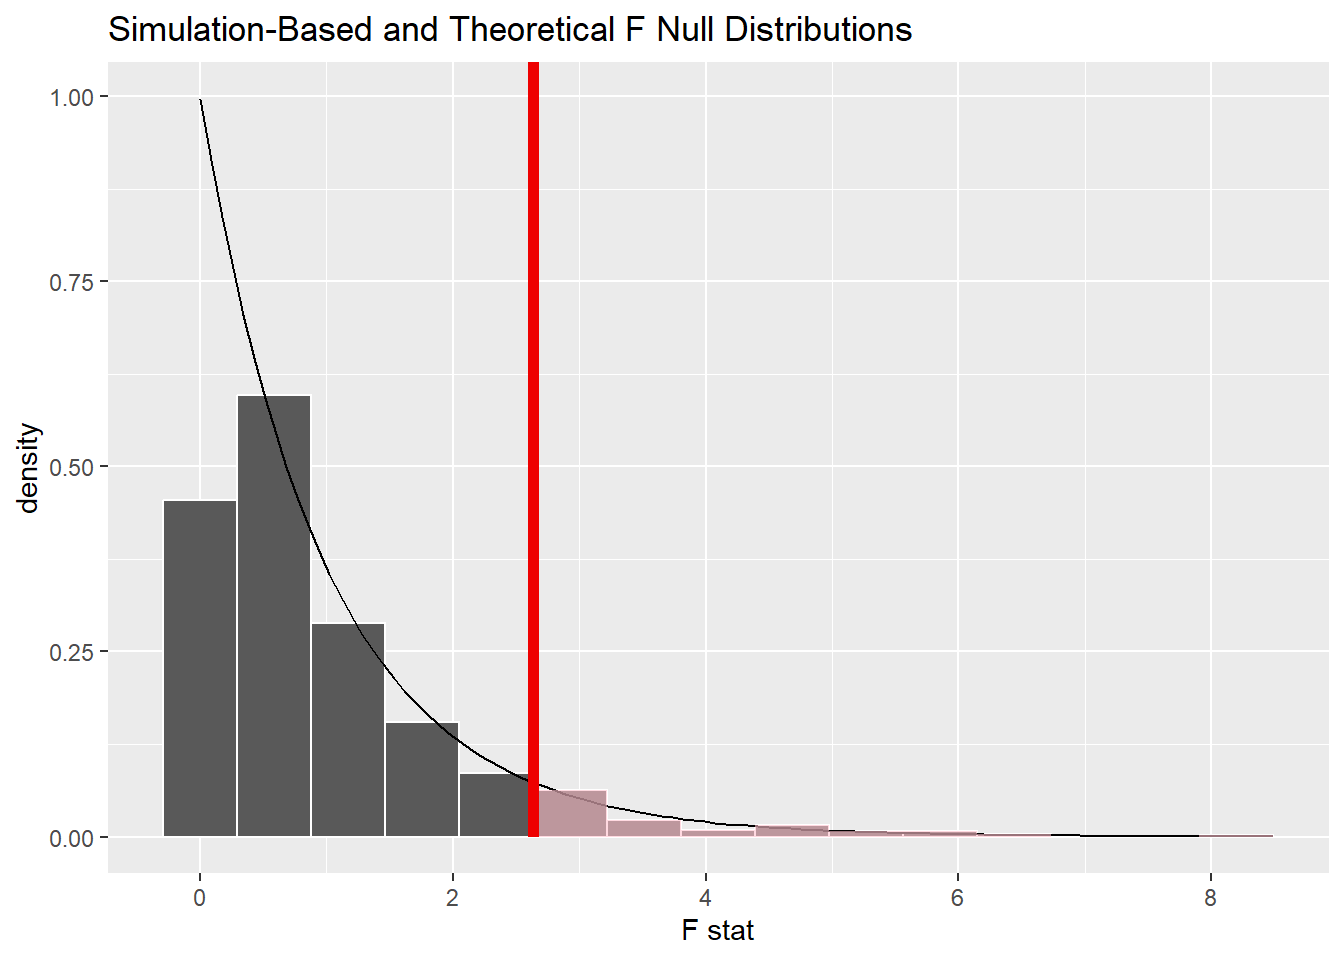 Simulation-Based and Theoretical F Null Distributions
1.00
0.75
0.50
0.25
0.00
density
0 2 4 6 8
F stat